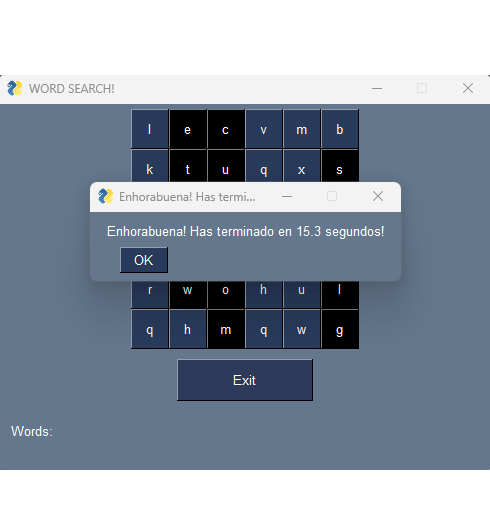 WORD SEARCH!
l e c v m b
k t u q x s
Enhorabuena! Has termi...
Enhorabuena! Has terminado en 15.3 segundos!
OK
r w o h u l
q h m q w g
Exit
Words: